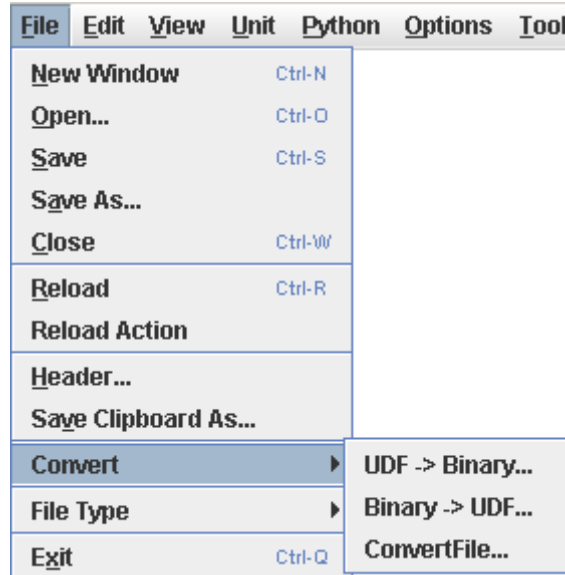 File Edit View Unit Python Options Tool
New Window Ctrl-N
Open... Ctrl-O
Save Ctrl-S
Save As...
Close Ctrl-W
Reload Ctrl-R
Reload Action
Header...
Save Clipboard As...
Convert
UDF -> Binary...
File Type
Binary -> UDF...
Exit Ctrl-Q
ConvertFile...